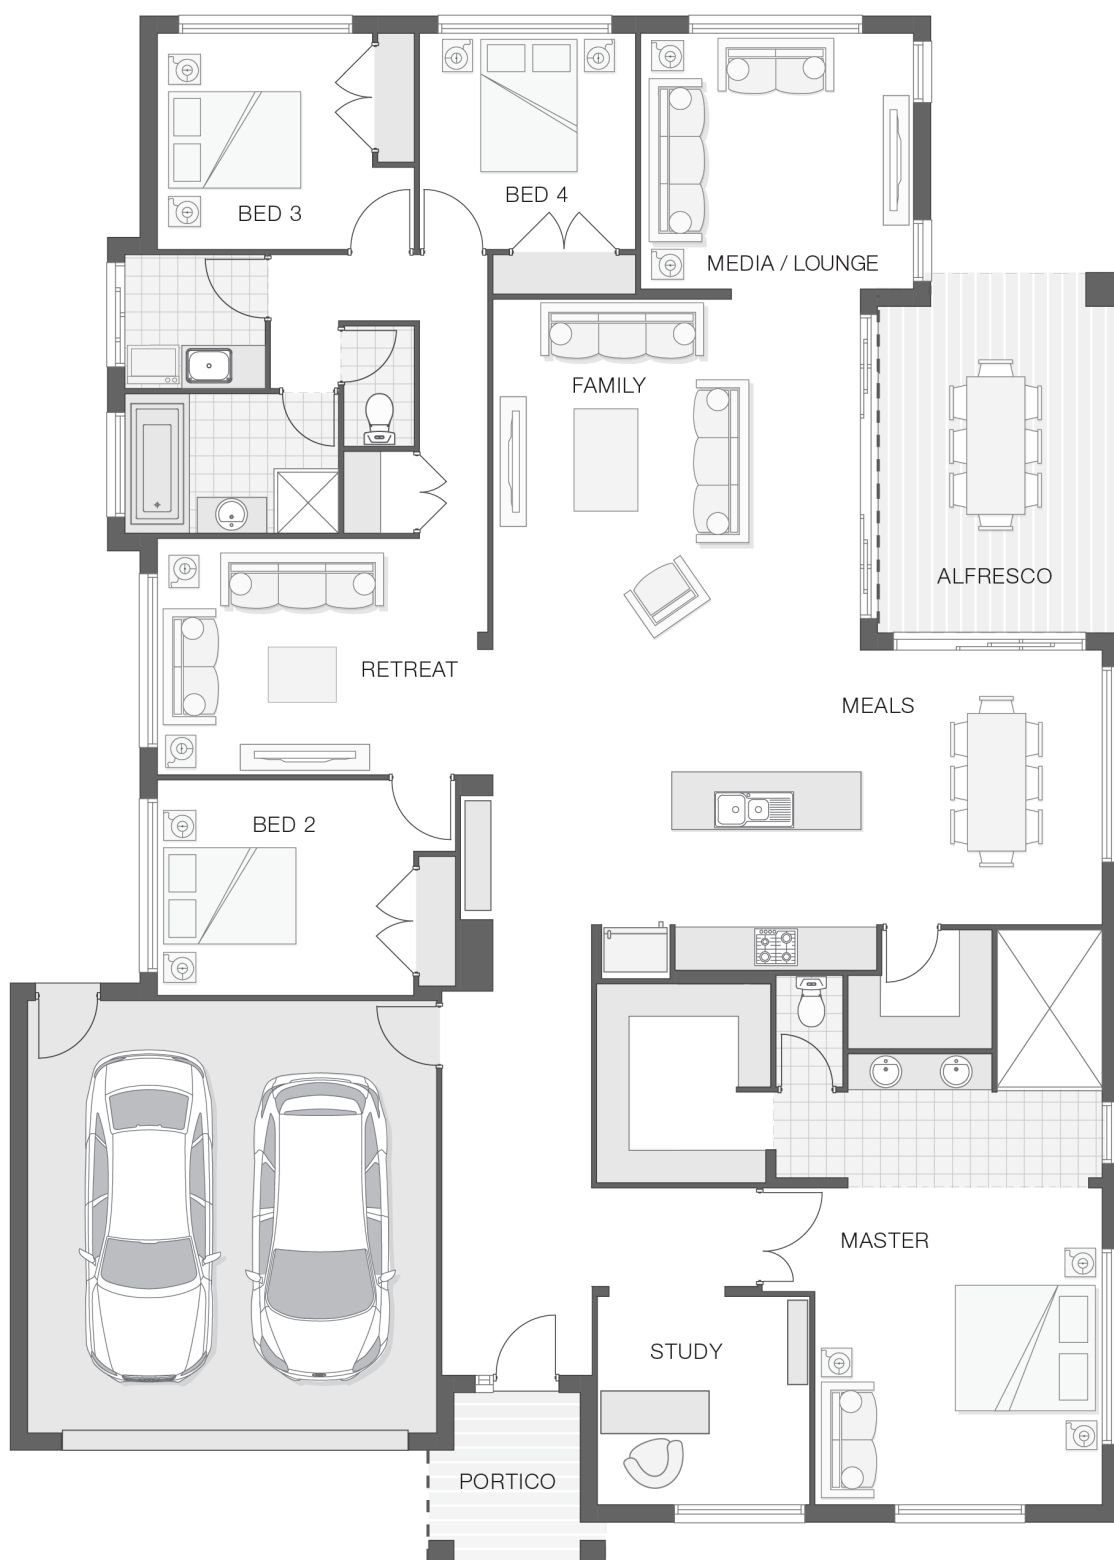 BED 3
BED 4
MEDIA / LOUNGE
FAMILY
ALFRESCO
RETREAT
MEALS
BED 2
MASTER
STUDY
PORTICO